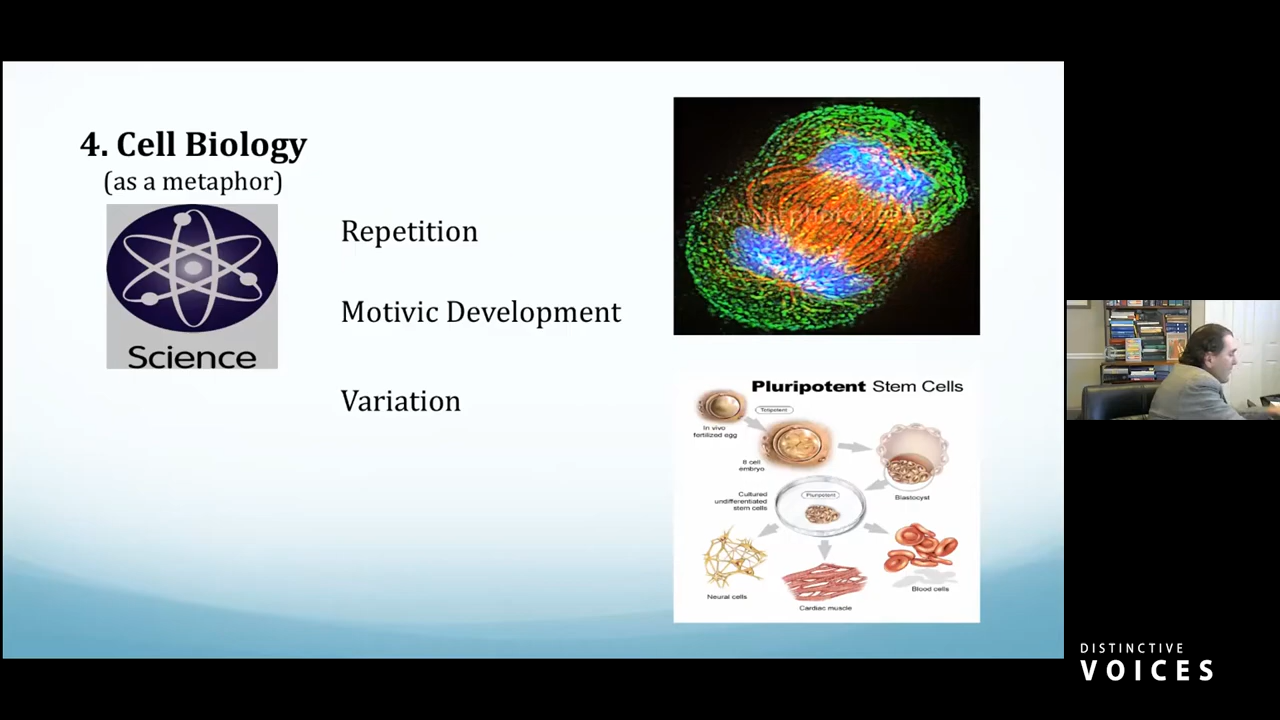 4. Cell Biology
(as a metaphor)
Science
Repetition
Motivic Development
Variation
Pluripotent Stem Cells
Totipotent
In vivo
fertilized egg
8 cell
embryo
Blastocyst
Cultured
undifferentiated
stem cells
Pluripotent
Neural cells
Cardiac muscle
Blood cells
DISTINCTIVE
VOICES